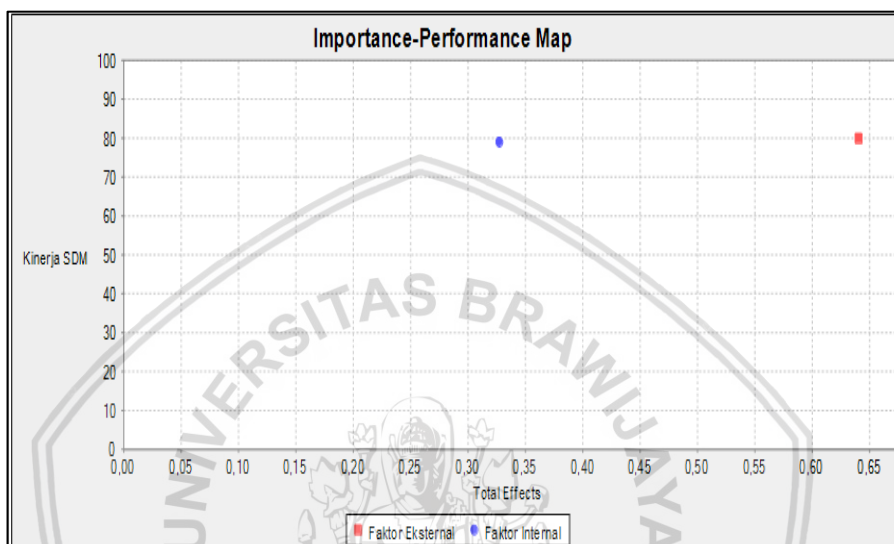 Importance-Performance Map
100
90
80
70
60
50
40
30
20
10
0
Kinerja SDM
0,00 0,05 0,10 0,15 0,20 0,25 0,30 0,35 0,40 0,45 0,50 0,55 0,60 0,65
Total Effects
Faktor Eksternal Faktor Internal
UNIVERSITAS BRAWIJAYA